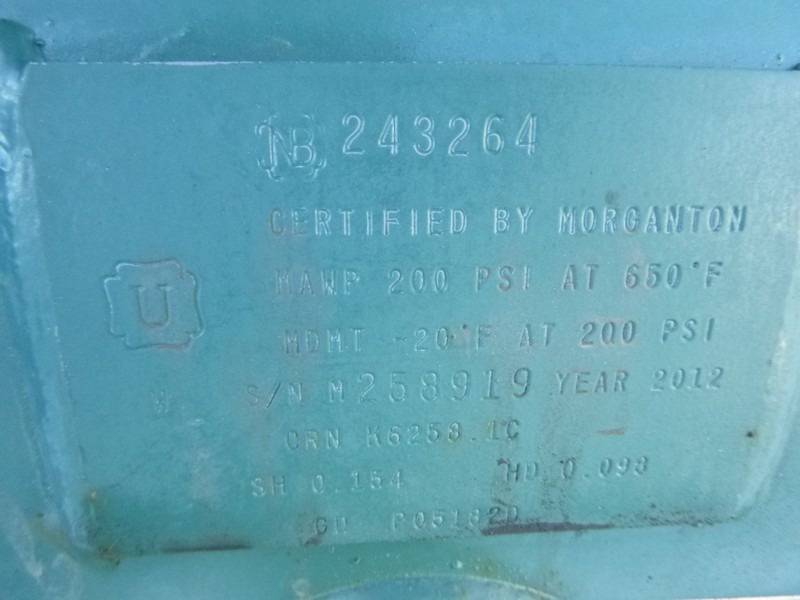 NB 243264
CERTIFIED BY MORGANTON
U
MAWP 200 PSI AT 650°F
MDMT -20°F AT 200 PSI
W
S/N M258919 YEAR 2012
CRN K6258.1C
SH 0.154 HD 0.098